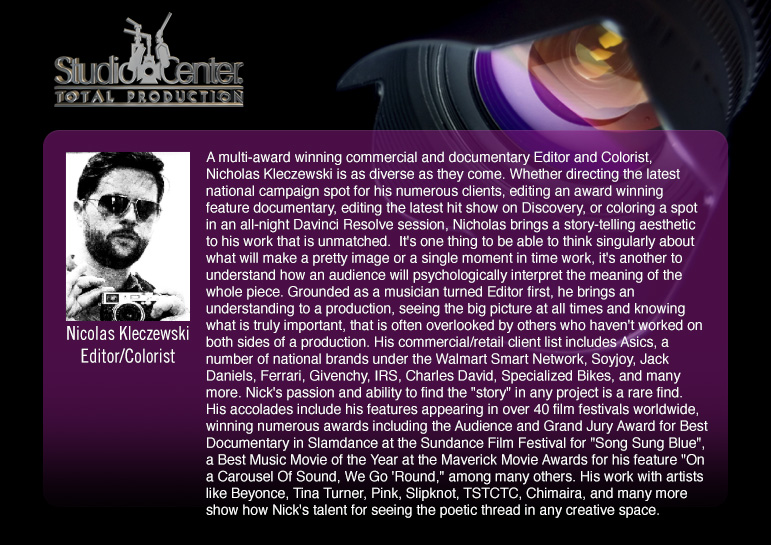 Studio Center
TOTAL PRODUCTION
Nicolas Kleczewski
Editor/Colorist
A multi-award winning commercial and documentary Editor and Colorist,
Nicholas Kleczewski is as diverse as they come. Whether directing the latest
national campaign spot for his numerous clients, editing an award winning
feature documentary, editing the latest hit show on Discovery, or coloring a spot
in an all-night Davinci Resolve session, Nicholas brings a story-telling aesthetic
to his work that is unmatched.  It's one thing to be able to think singularly about
what will make a pretty image or a single moment in time work, it's another to
understand how an audience will psychologically interpret the meaning of the
whole piece. Grounded as a musician turned Editor first, he brings an
understanding to a production, seeing the big picture at all times and knowing
what is truly important, that is often overlooked by others who haven't worked on
both sides of a production. His commercial/retail client list includes Asics, a
number of national brands under the Walmart Smart Network, Soyjoy, Jack
Daniels, Ferrari, Givenchy, IRS, Charles David, Specialized Bikes, and many
more. Nick's passion and ability to find the "story" in any project is a rare find.
His accolades include his features appearing in over 40 film festivals worldwide,
winning numerous awards including the Audience and Grand Jury Award for Best
Documentary in Slamdance at the Sundance Film Festival for "Song Sung Blue",
a Best Music Movie of the Year at the Maverick Movie Awards for his feature "On
a Carousel Of Sound, We Go 'Round," among many others. His work with artists
like Beyonce, Tina Turner, Pink, Slipknot, TSTCTC, Chimaira, and many more
show how Nick's talent for seeing the poetic thread in any creative space.